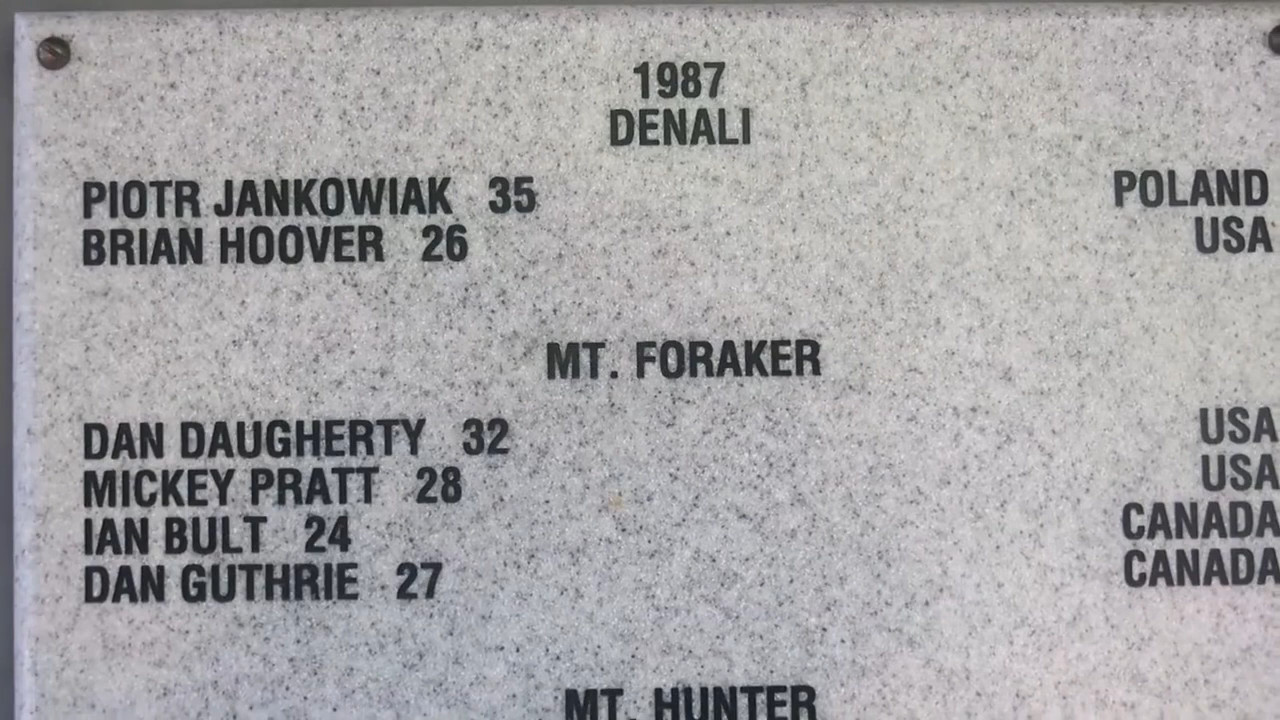 1987
DENALI
PIOTR JANKOWIAK 35 POLAND
BRIAN HOOVER 26 USA
MT. FORAKER
DAN DAUGHERTY 32 USA
MICKEY PRATT 28 USA
IAN BULT 24 CANADA
DAN GUTHRIE 27 CANADA
MT. HUNTER